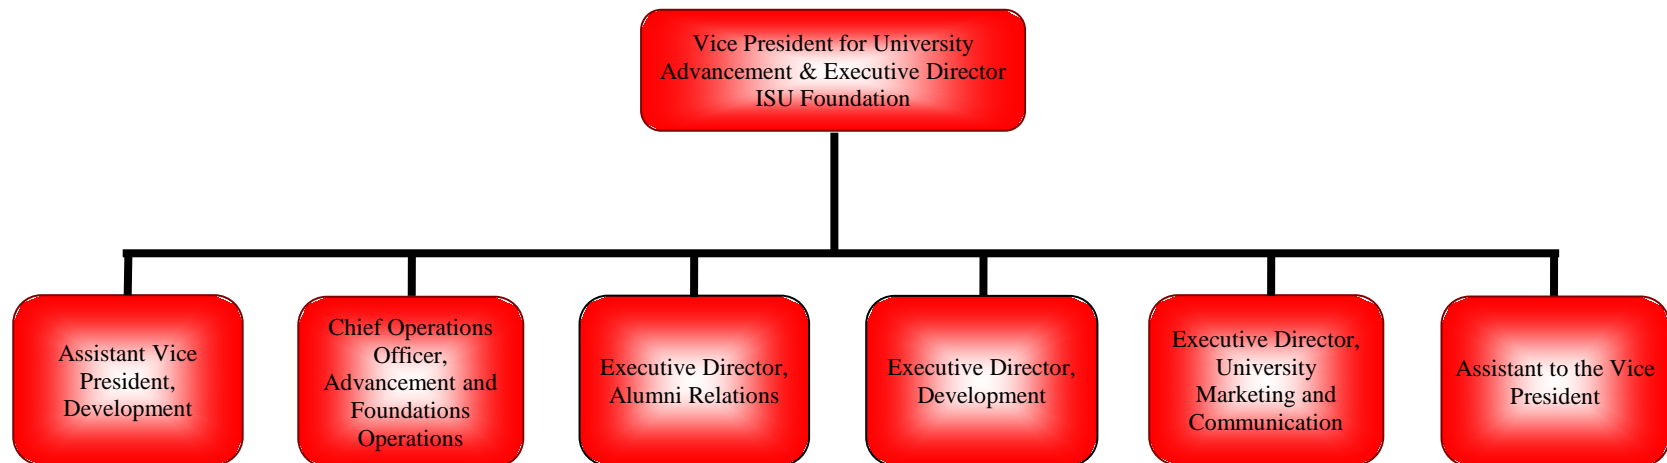 Vice President for University
Advancement & Executive Director
ISU Foundation
Assistant Vice
President,
Development
Chief Operations
Officer,
Advancement and
Foundations
Operations
Executive Director,
Alumni Relations
Executive Director,
Development
Executive Director,
University
Marketing and
Communication
Assistant to the Vice
President